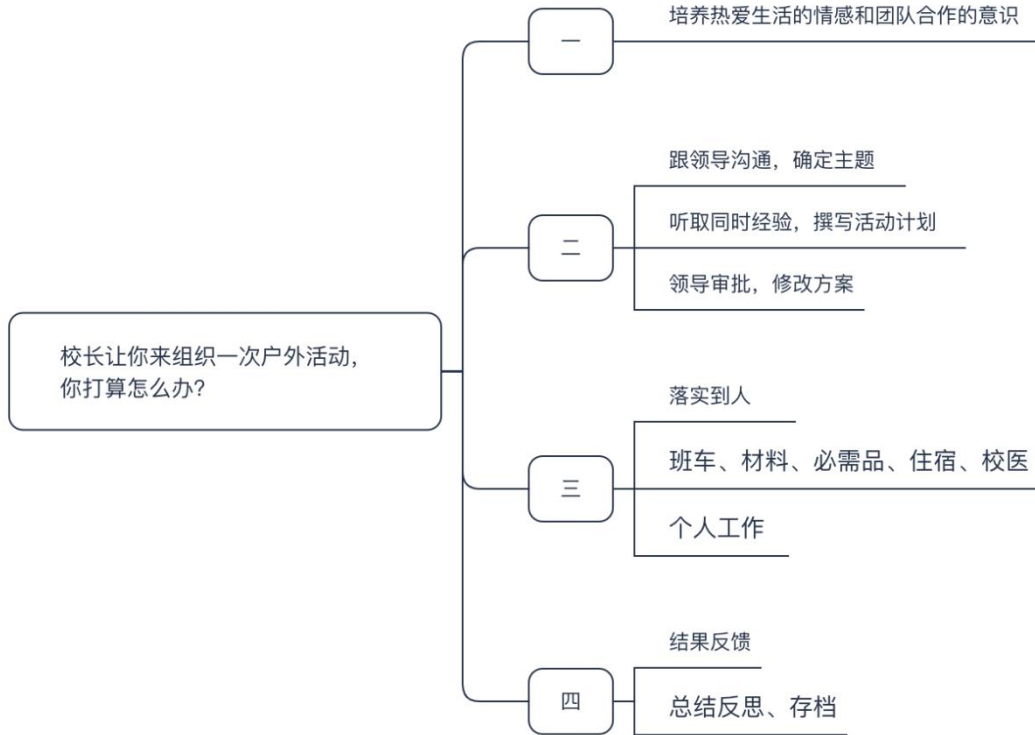 校长让你来组织一次户外活动，
你打算怎么办？
一
培养热爱生活的情感和团队合作的意识
二
跟领导沟通，确定主题
听取同时经验，撰写活动计划
领导审批，修改方案
三
落实到人
班车、材料、必需品、住宿、校医
个人工作
四
结果反馈
总结反思、存档